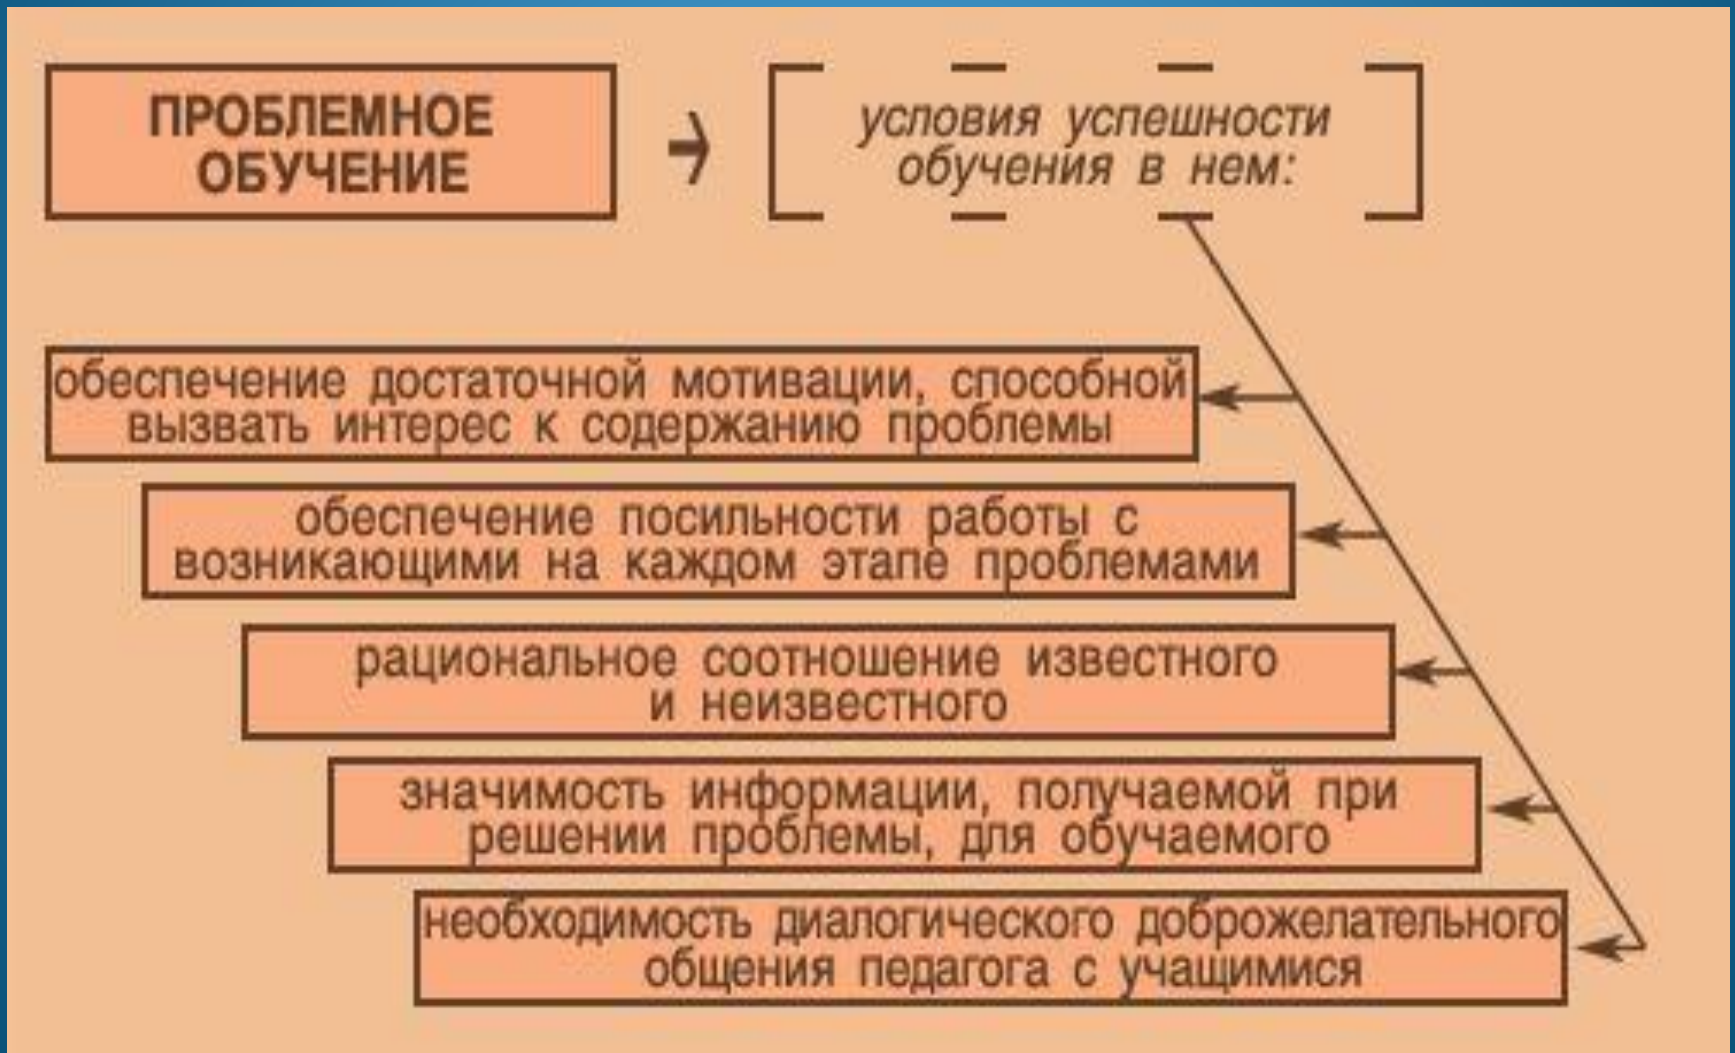 ПРОБЛЕМНОЕ
ОБУЧЕНИЕ
условия успешности
обучения в нем:
обеспечение достаточной мотивации, способной
вызвать интерес к содержанию проблемы
обеспечение посильности работы с
возникающими на каждом этапе проблемами
рациональное соотношение известного
и неизвестного
значимость информации, получаемой при
решении проблемы, для обучаемого
необходимость диалогического доброжелательного
общения педагога с учащимися